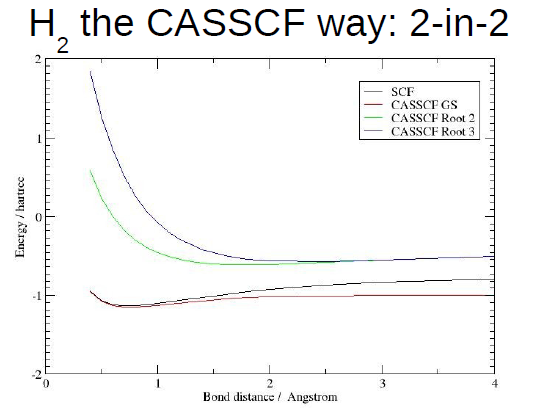 H2 the CASSCF way: 2-in-2
2
1
0
-1
-2
Energy / hartree
SCF
CASSCF GS
CASSCF Root 2
CASSCF Root 3
0 1 2 3 4
Bond distance / Angstrom